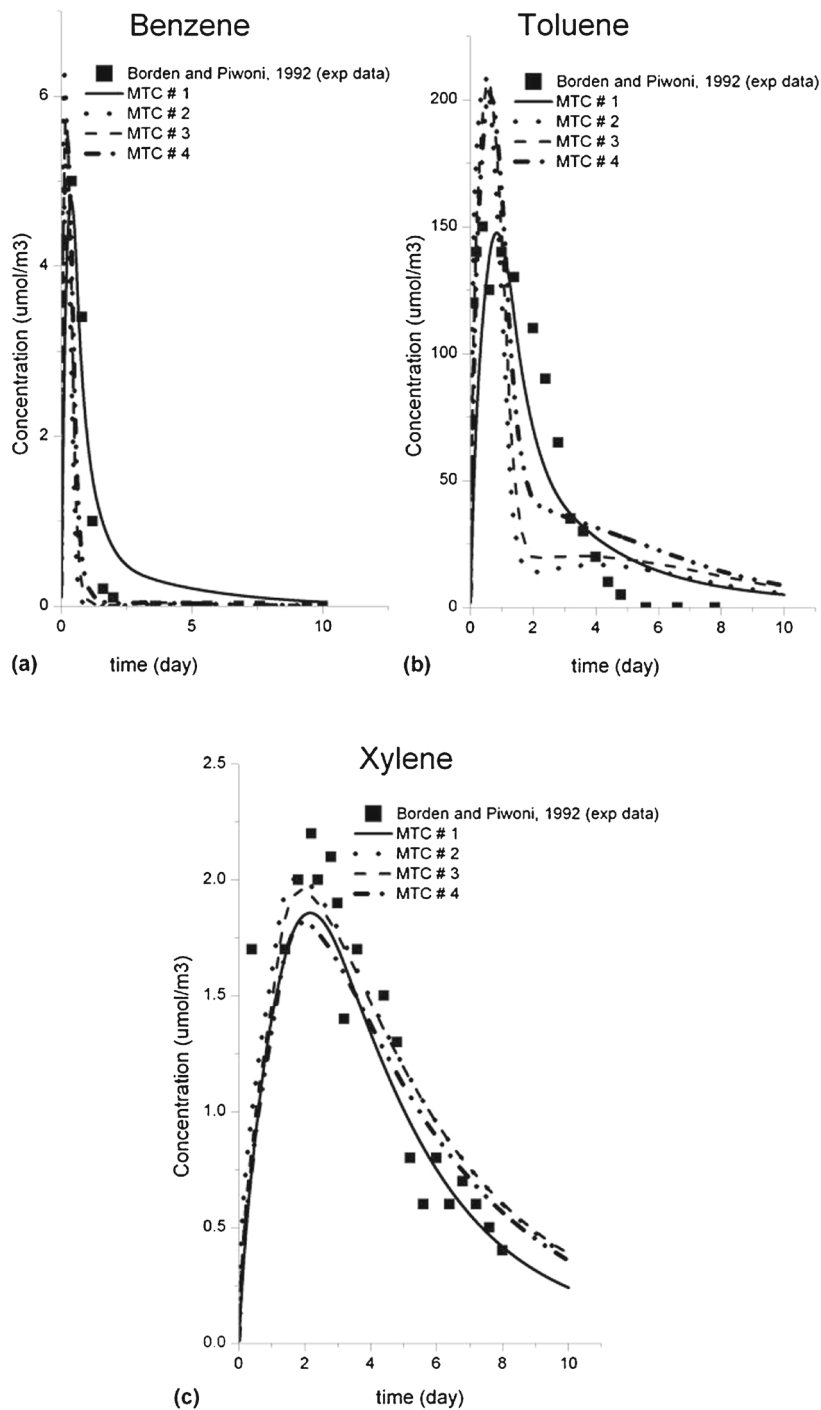 Benzene
Borden and Piwoni, 1992 (exp data)
MTC # 1
MTC # 2
MTC # 3
MTC # 4
Concentration (umol/m3)
6
4
2
0
0 5 10
(a) time (day)
Toluene
Borden and Piwoni, 1992 (exp data)
MTC # 1
MTC # 2
MTC # 3
MTC # 4
Concentration (umol/m3)
200
150
100
50
0
0 2 4 6 8 10
(b) time (day)
Xylene
Borden and Piwoni, 1992 (exp data)
MTC # 1
MTC # 2
MTC # 3
MTC # 4
Concentration (umol/m3)
2.5
2.0
1.5
1.0
0.5
0.0
0 2 4 6 8 10
(c) time (day)